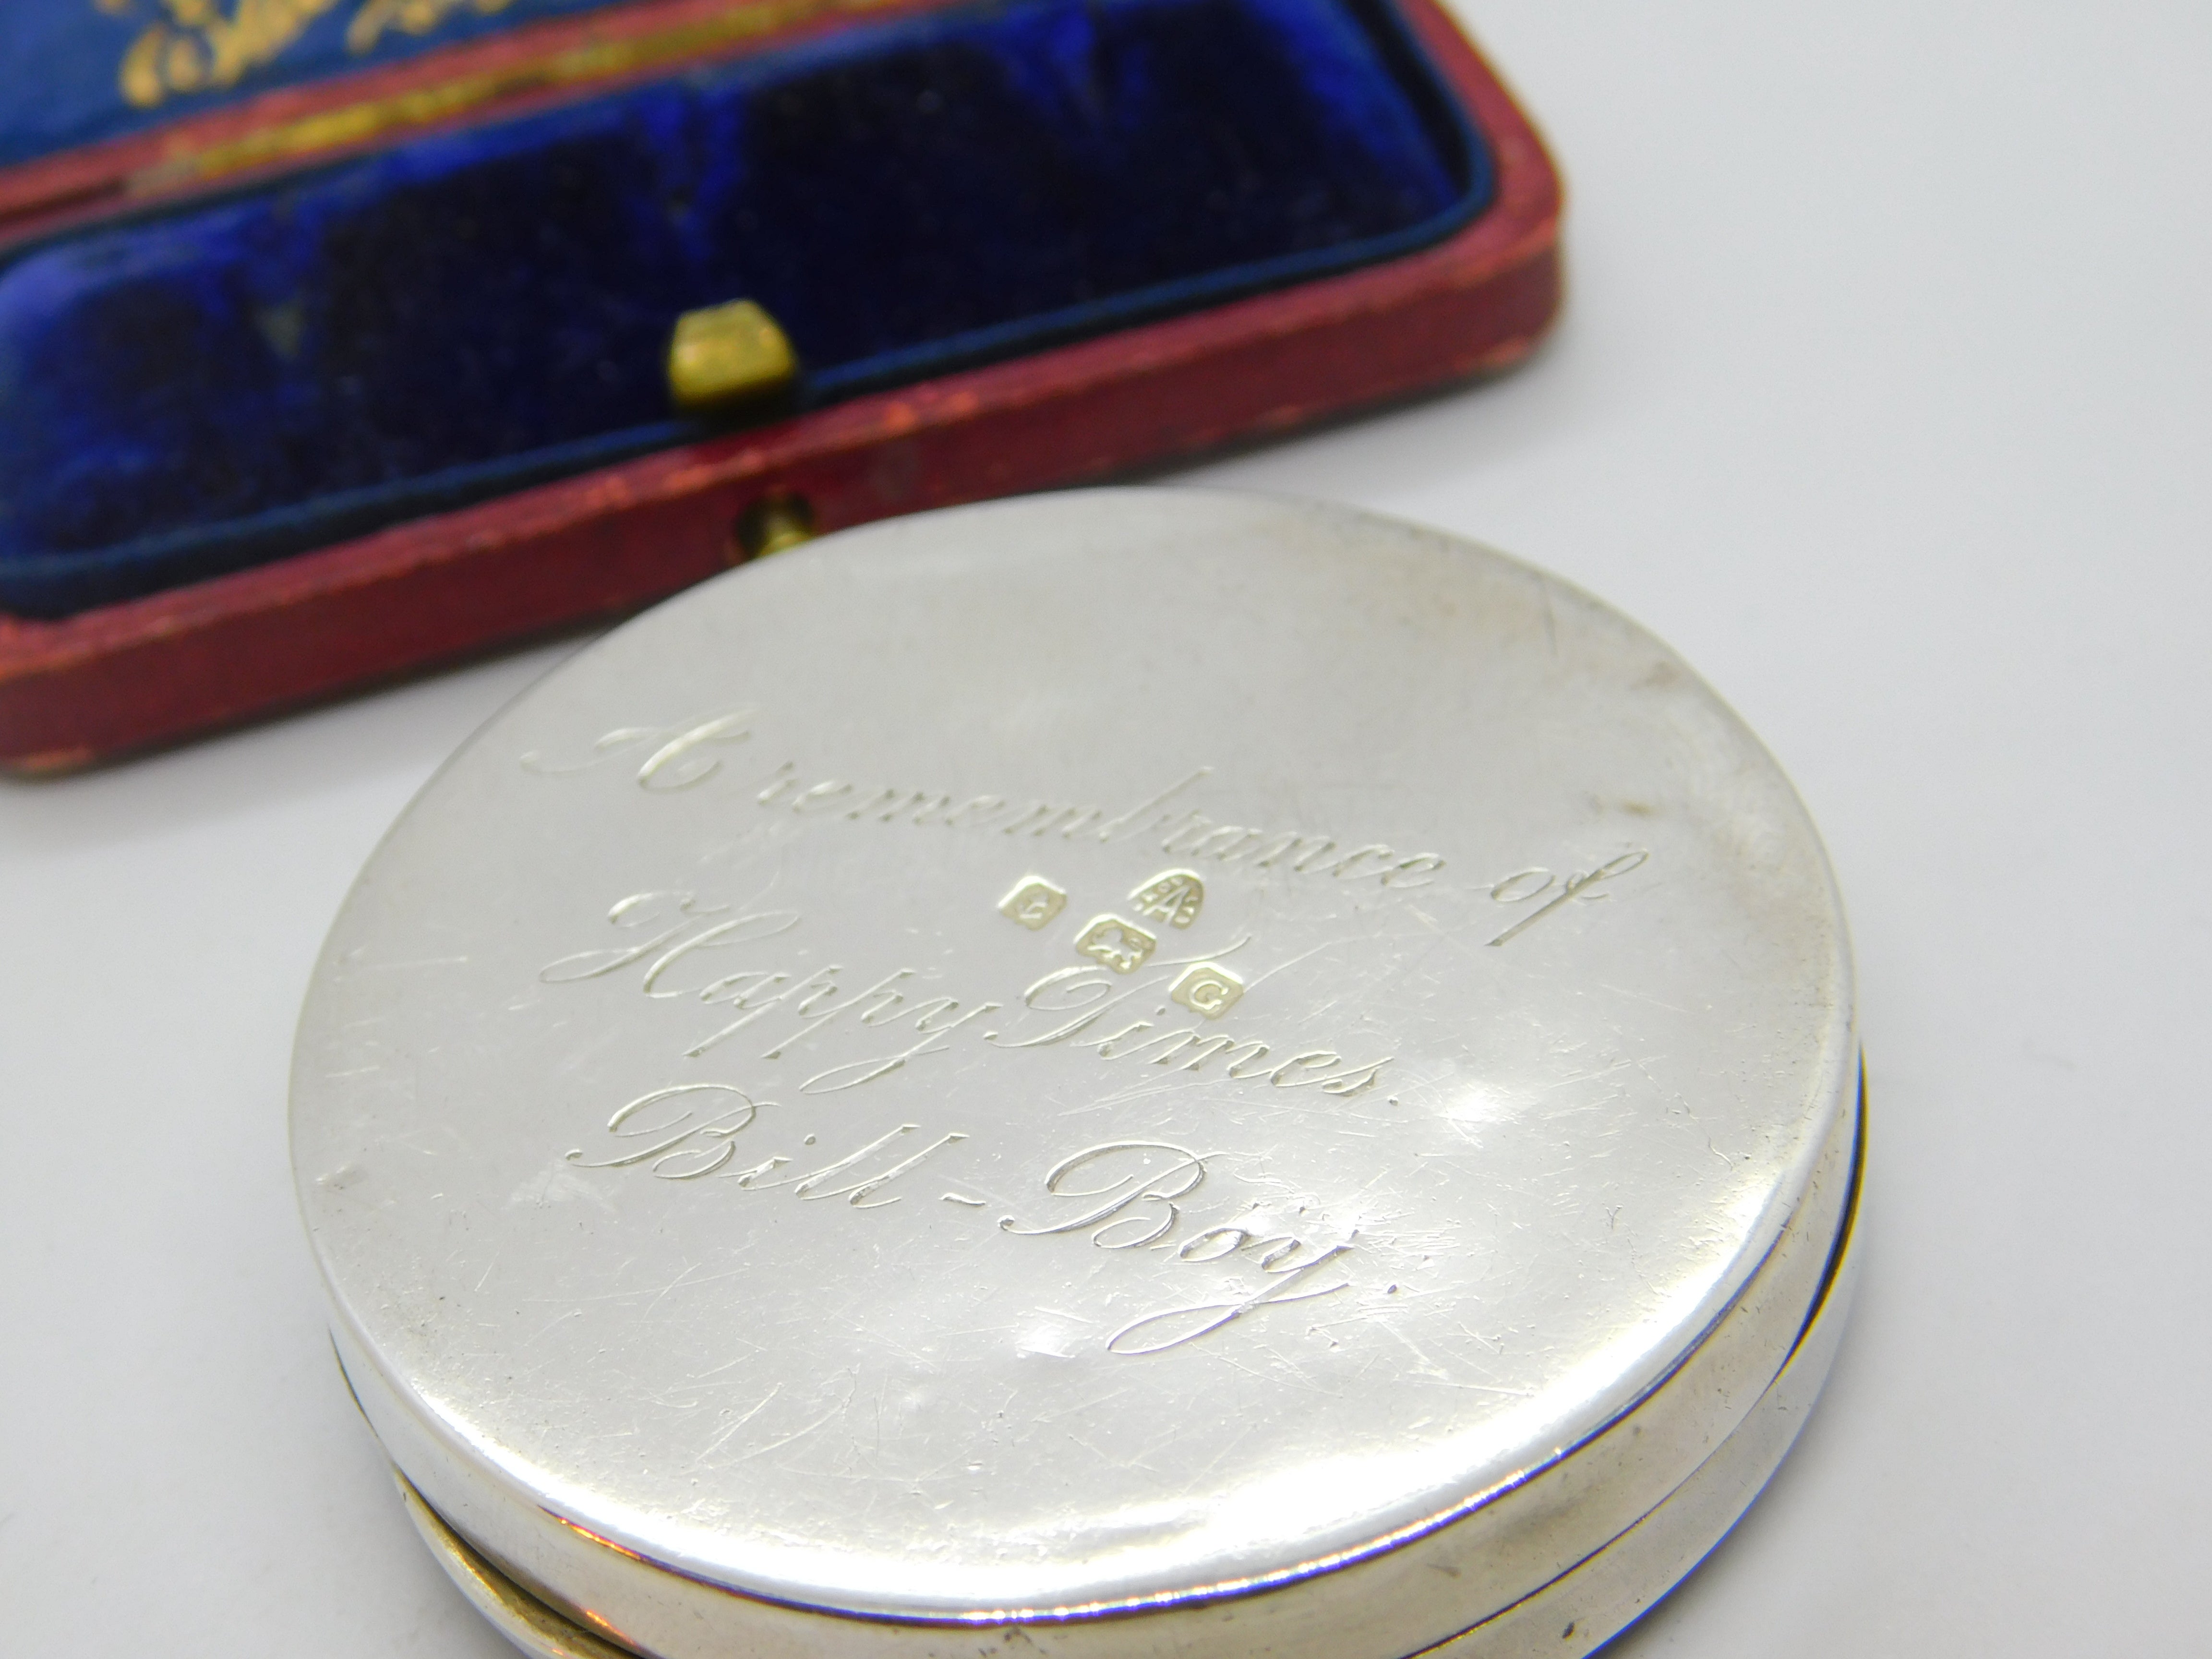 A remembrance of
A
G
Happy Times.
Bill - Boy.